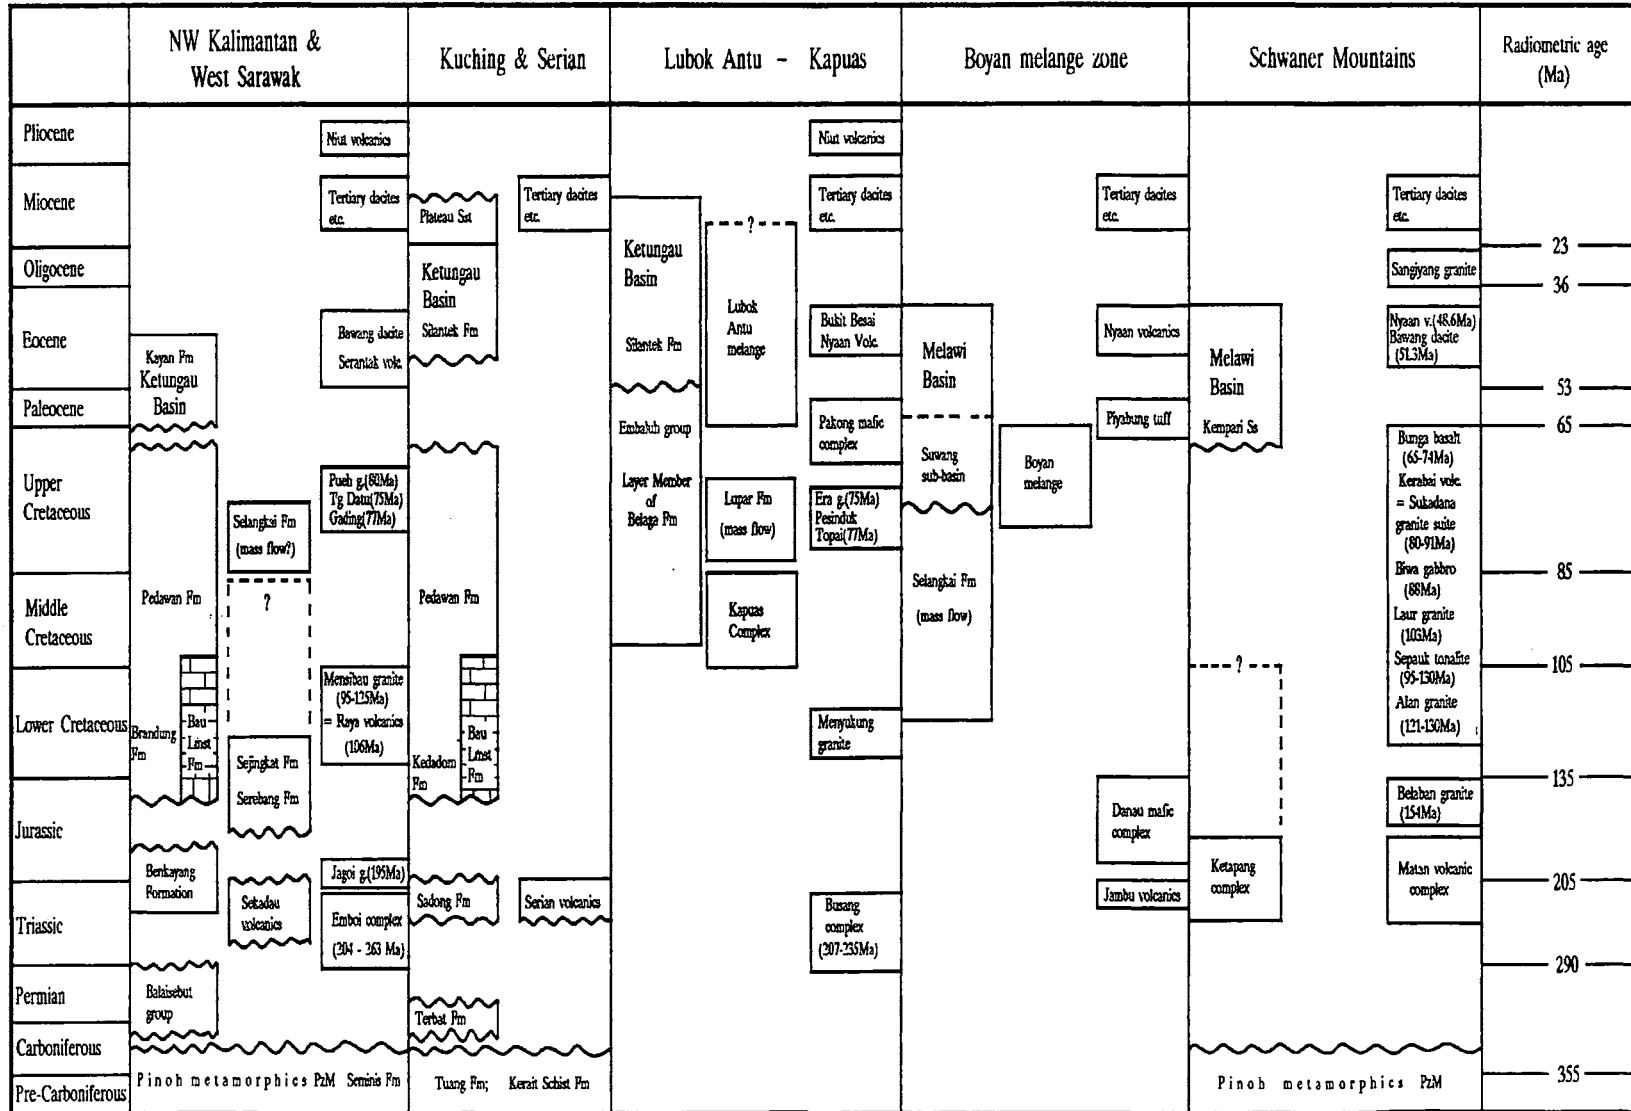 NW Kalimantan &
West Sarawak
Kuching & Serian
Lubok Antu - Kapuas
Boyan melange zone
Schwaner Mountains
Radiometric age
(Ma)
Pliocene
Miocene
Oligocene
Eocene
Paleocene
Upper
Cretaceous
Middle
Cretaceous
Lower Cretaceous
Jurassic
Triassic
Permian
Carboniferous
Pre-Carboniferous
Kayan Fm
Ketungau
Basin
Pedawan Fm
Brandung
Fm
Bau
Lmst
Fm
Benkayang
Formation
Balaisebut
group
Selangkai Fm
(mass flow?)
?
Sejingkat Fm
Serebang Fm
Sekadau
volcanics
Niut volcanics
Tertiary dacites
etc.
Bawang dacite
Serantak volc.
Pueh g.(80Ma)
Tg Datu(75Ma)
Gading(77Ma)
Mensibau granite
(95-125Ma)
= Raya volcanics
(106Ma)
Jagoi g.(195Ma)
Emboi complex
(204 - 263 Ma)
Pinoh metamorphics PzM Seminis Fm
Plateau Sst
Ketungau
Basin
Silantek Fm
Pedawan Fm
Kedadom
Fm
Bau
Lmst
Fm
Sadong Fm
Terbat Fm
Tertiary dacites
etc.
Serian volcanics
Tuang Fm; Kerait Schist Fm
Ketungau
Basin
Silantek Fm
Embaluh group
Layer Member
of
Belaga Fm
?
Lubok
Antu
melange
Lupar Fm
(mass flow)
Kapuas
Complex
Niut volcanics
Tertiary dacites
etc.
Bukit Besai
Nyaan Volc.
Pakong mafic
complex
Era g.(75Ma)
Pesinduk
Topai(77Ma)
Menyukung
granite
Busang
complex
(207-235Ma)
Melawi
Basin
Suwang
sub-basin
Selangkai Fm
(mass flow)
Boyan
melange
Tertiary dacites
etc.
Nyaan volcanics
Piyabung tuff
Danau mafic
complex
Jambu volcanics
Melawi
Basin
Kempari Ss
?
Ketapang
complex
Tertiary dacites
etc.
Sangiyang granite
Nyaan v.(48.6Ma)
Bawang dacite
(51.3Ma)
Bunga basalt
(65-74Ma)
Kerabai volc.
= Sukadana
granite suite
(80-91Ma)
Biwa gabbro
(88Ma)
Laur granite
(103Ma)
Sepauk tonalite
(95-130Ma)
Alan granite
(121-130Ma)
Belaban granite
(154Ma)
Matan volcanic
complex
Pinoh metamorphics PzM
23
36
53
65
85
105
135
205
290
355